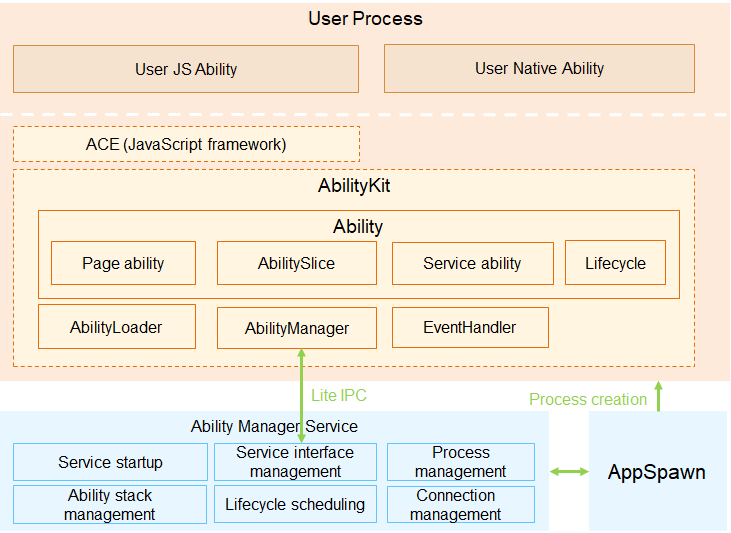 User Process
User JS Ability
User Native Ability
ACE (JavaScript framework)
AbilityKit
Ability
Page ability
AbilitySlice
Service ability
Lifecycle
AbilityLoader
AbilityManager
EventHandler
Lite IPC
Process creation
Ability Manager Service
Service startup
Service interface
management
Process
management
Ability stack
management
Lifecycle scheduling
Connection
management
AppSpawn